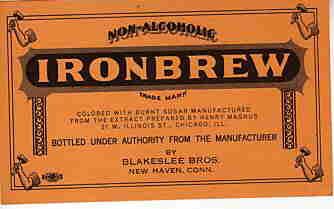 NON-ALCOHOLIC
IRONBREW
TRADE MARK
COLORED WITH BURNT SUGAR MANUFACTURED
FROM THE EXTRACT PREPARED BY HENRY MAGNUS
21 W. ILLINOIS ST., CHICAGO, ILL.
BOTTLED UNDER AUTHORITY FROM THE MANUFACTURER
BY
BLAKESLEE BROS.
NEW HAVEN, CONN.